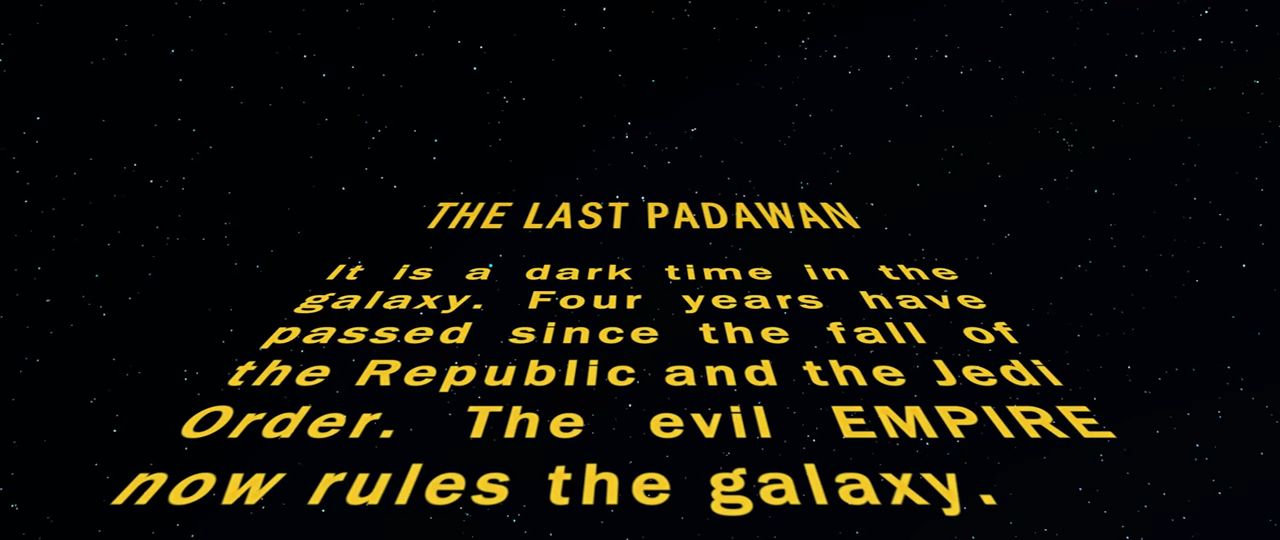 THE LAST PADAWAN
It is a dark time in the
galaxy. Four years have
passed since the fall of
the Republic and the Jedi
Order. The evil EMPIRE
now rules the galaxy.